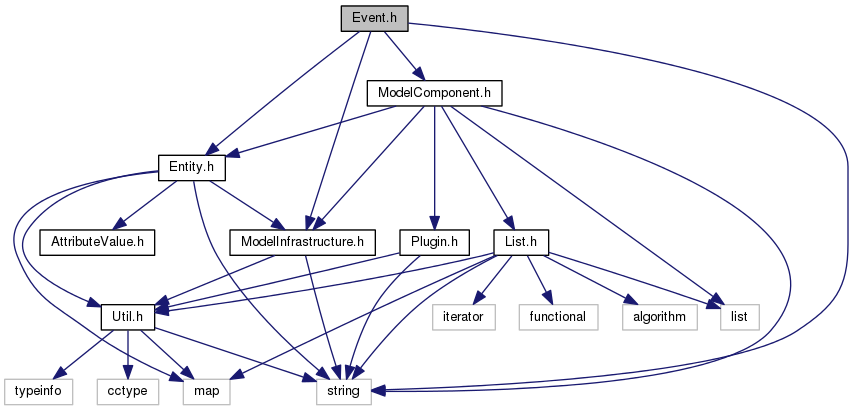 Event.h
ModelComponent.h
Entity.h
AttributeValue.h
ModelInfrastructure.h
Plugin.h
List.h
Util.h
iterator
functional
algorithm
list
typeinfo
cctype
map
string